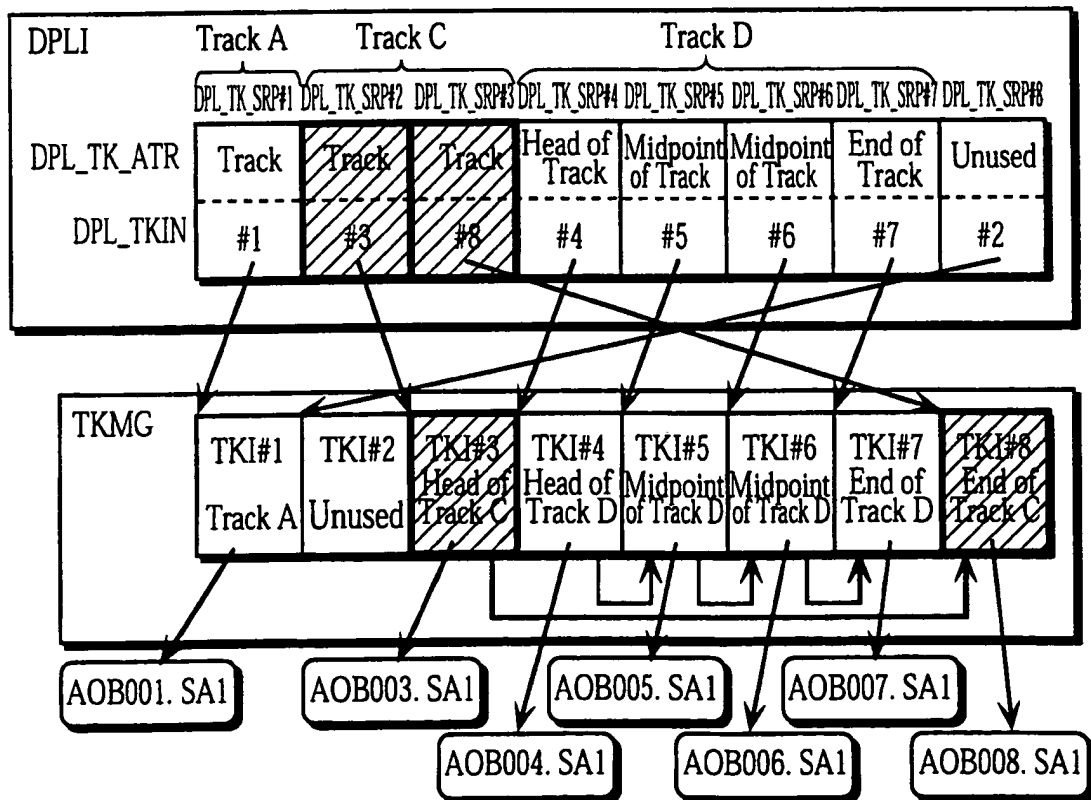 DPLI
Track A
Track C
Track D
DPL_TK_SRP#1
DPL_TK_SRP#2
DPL_TK_SRP#3
DPL_TK_SRP#4
DPL_TK_SRP#5
DPL_TK_SRP#6
DPL_TK_SRP#7
DPL_TK_SRP#8
DPL_TK_ATR
Track
Track
Track
Head of
Track
Midpoint
of Track
Midpoint
of Track
End of
Track
Unused
DPL_TKIN
#1
#3
#8
#4
#5
#6
#7
#2
TKMG
TKI#1
Track A
TKI#2
Unused
TKI#3
Head of
Track C
TKI#4
Head of
Track D
TKI#5
Midpoint
of Track D
TKI#6
Midpoint
of Track D
TKI#7
End of
Track D
TKI#8
End of
Track C
AOB001. SA1
AOB003. SA1
AOB005. SA1
AOB007. SA1
AOB004. SA1
AOB006. SA1
AOB008. SA1